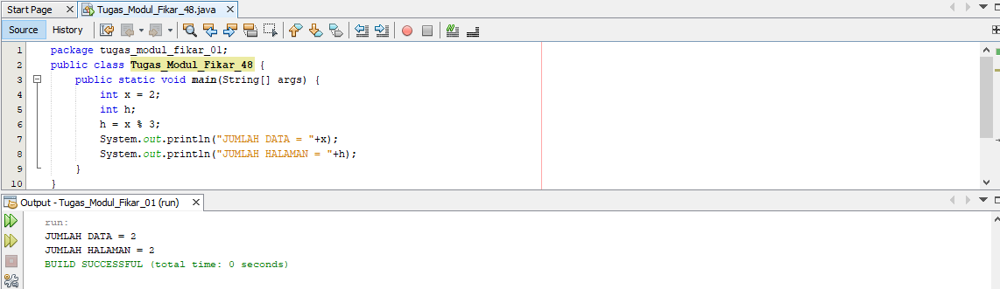 Start Page
Tugas_Modul_Fikar_48.java
Source History
1 package tugas_modul_fikar_01;
2 public class Tugas_Modul_Fikar_48 {
3 public static void main(String[] args) {
4 int x = 2;
5 int h;
6 h = x % 3;
7 System.out.println("JUMLAH DATA = "+x);
8 System.out.println("JUMLAH HALAMAN = "+h);
9 }
10 }
Output - Tugas_Modul_Fikar_01 (run)
run:
JUMLAH DATA = 2
JUMLAH HALAMAN = 2
BUILD SUCCESSFUL (total time: 0 seconds)